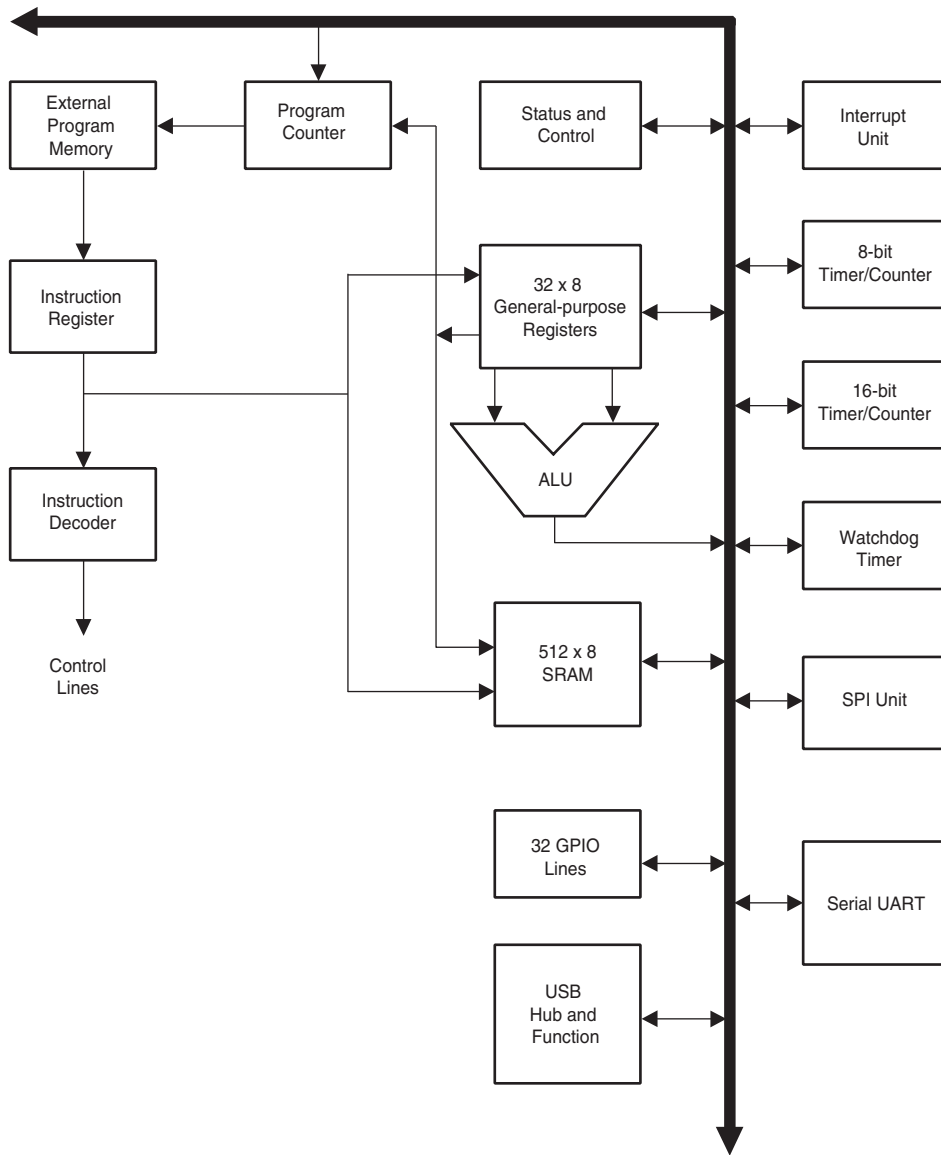 External
Program
Memory
Program
Counter
Status and
Control
Interrupt
Unit
8-bit
Timer/Counter
Instruction
Register
32 x 8
General-purpose
Registers
16-bit
Timer/Counter
ALU
Instruction
Decoder
Watchdog
Timer
Control
Lines
512 x 8
SRAM
SPI Unit
32 GPIO
Lines
Serial UART
USB
Hub and
Function